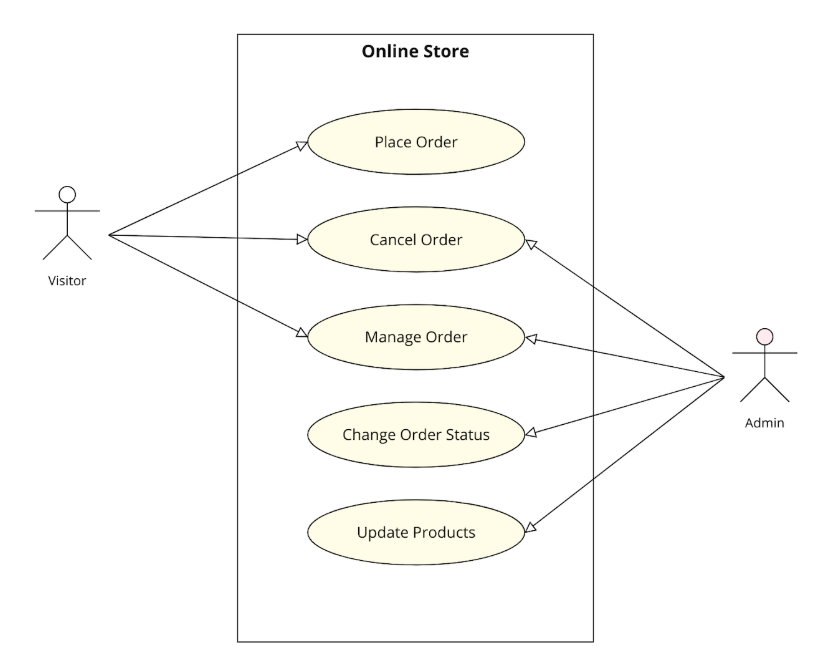 Online Store
Place Order
Cancel Order
Visitor
Manage Order
Admin
Change Order Status
Update Products